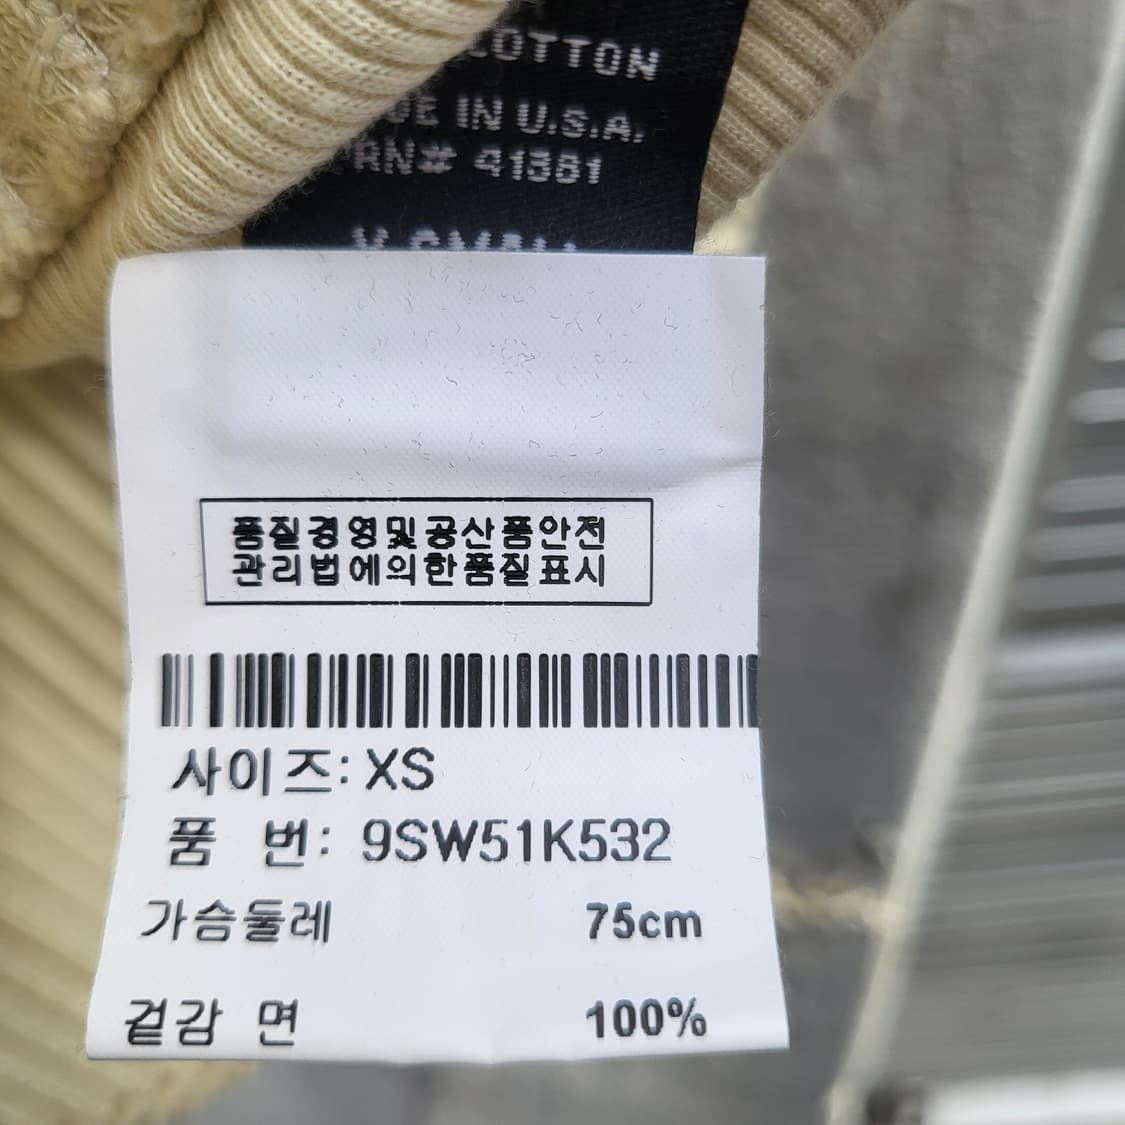 COTTON
IN U.S.A.
RN# 41381
품질경영및공산품안전
관리법에의한품질표시
사이즈: XS
품 번: 9SW51K532
가슴둘레 75cm
겉감 면 100%